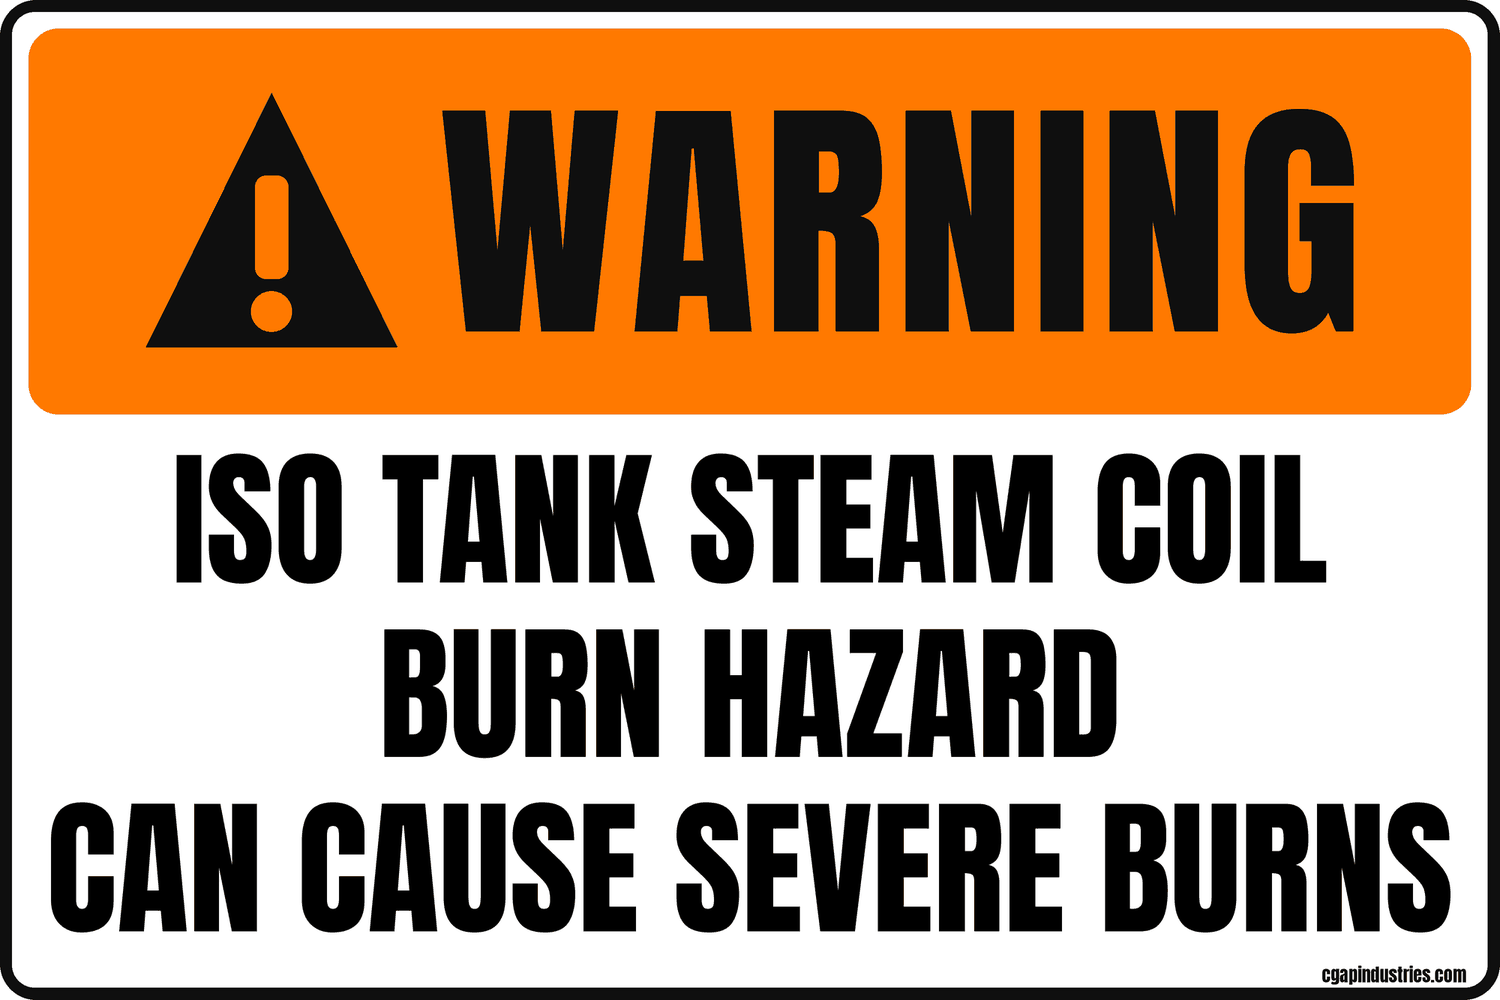 WARNING
ISO TANK STEAM COIL
BURN HAZARD
CAN CAUSE SEVERE BURNS
cgapindustries.com